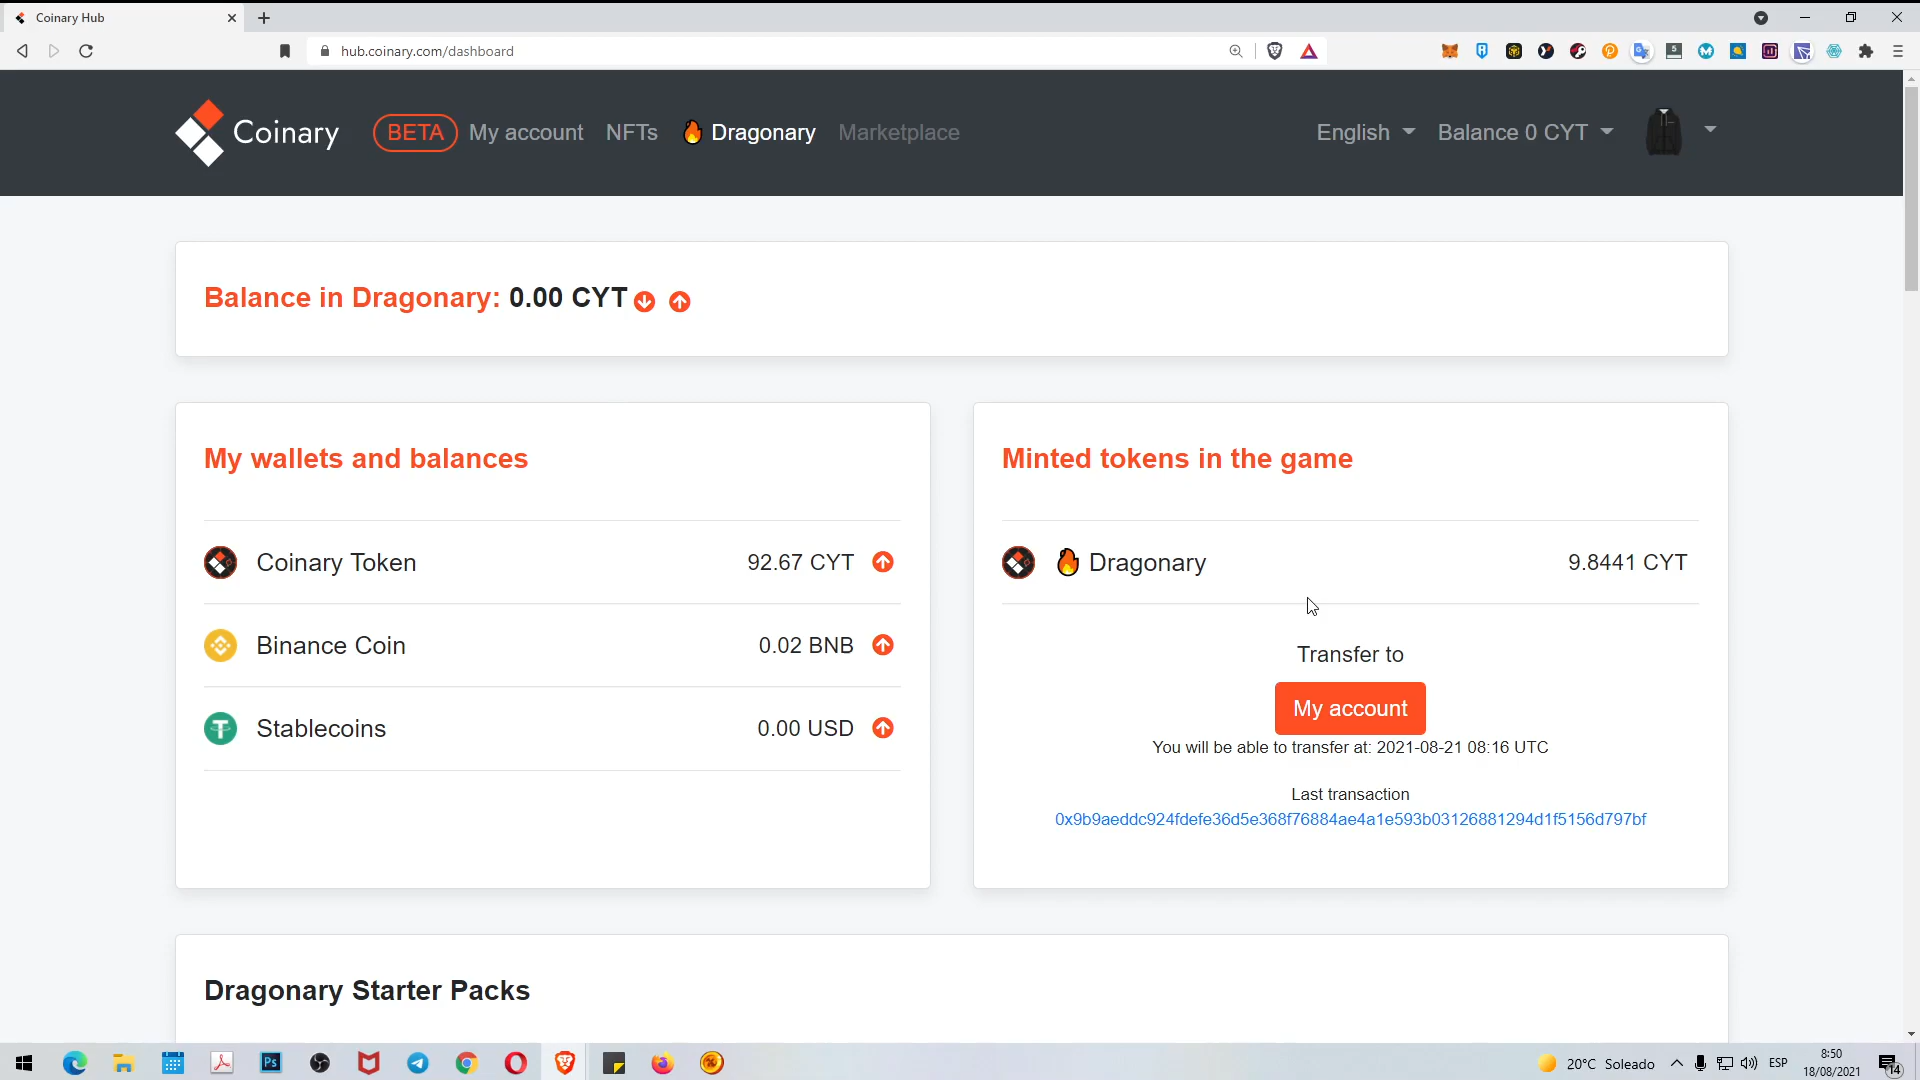 Coinary Hub
hub.coinary.com/dashboard
Coinary
BETA
My account
NFTs
Dragonary
Marketplace
English
Balance 0 CYT
Balance in Dragonary: 0.00 CYT
My wallets and balances
Coinary Token 92.67 CYT
Binance Coin 0.02 BNB
Stablecoins 0.00 USD
Minted tokens in the game
Dragonary 9.8441 CYT
Transfer to
My account
You will be able to transfer at: 2021-08-21 08:16 UTC
Last transaction
0x9b9aeddc924fdefe36d5e368f76884ae4a1e593b03126881294d1f5156d797bf
Dragonary Starter Packs
Ps
20°C Soleado
ESP
8:50
18/08/2021
14